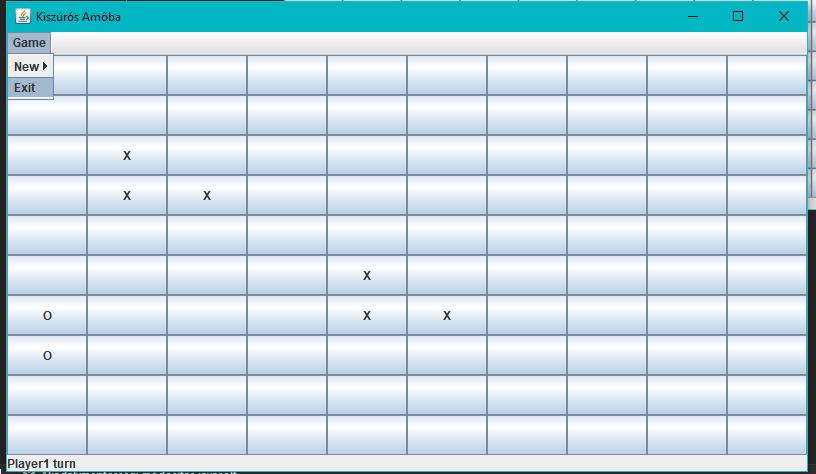 Kiszúrós Amőba
Game
New
Exit
X
X X
X
O X X
O
Player1 turn